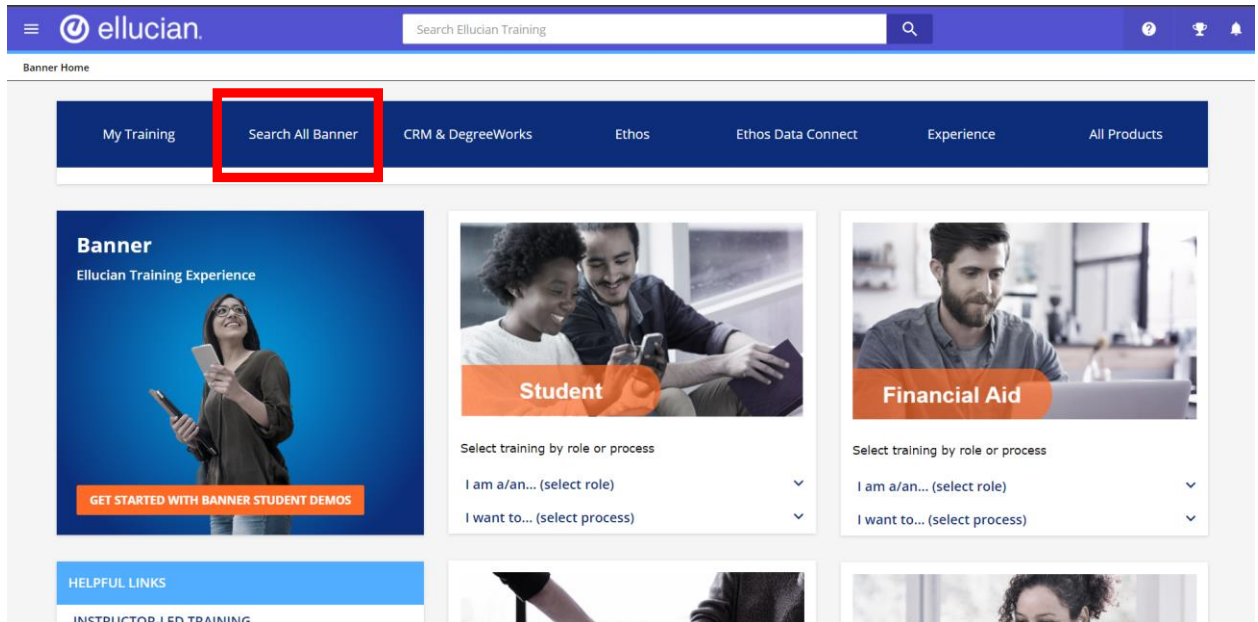 ellucian.
Search Ellucian Training
Banner Home
My Training
Search All Banner
CRM & DegreeWorks
Ethos
Ethos Data Connect
Experience
All Products
Banner
Ellucian Training Experience
GET STARTED WITH BANNER STUDENT DEMOS
Student
Select training by role or process
I am a/an... (select role)
I want to... (select process)
Financial Aid
Select training by role or process
I am a/an... (select role)
I want to... (select process)
HELPFUL LINKS
INSTRUCTOR-LED TRAINING